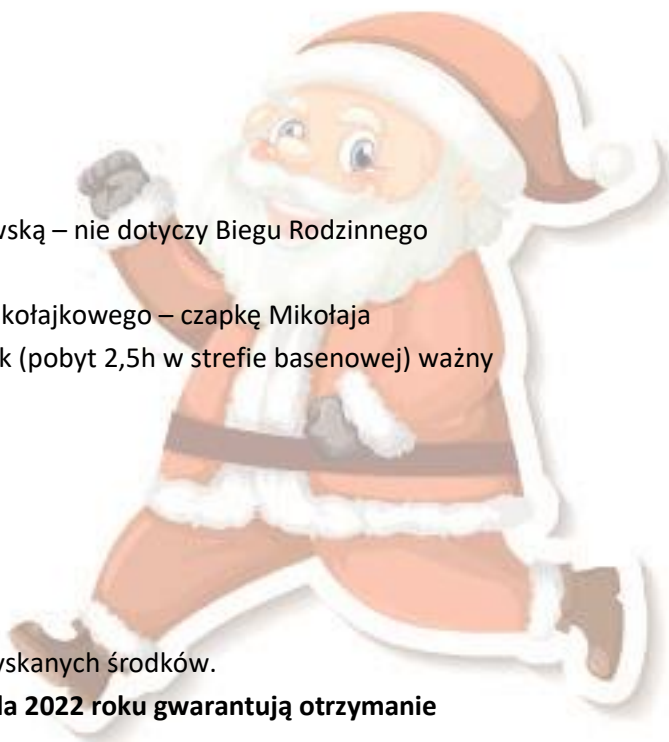 wską – nie dotyczy Biegu Rodzinnego
kołajkowego – czapkę Mikołaja
k (pobyt 2,5h w strefie basenowej) ważny
yskanych środków.
la 2022 roku gwarantują otrzymanie